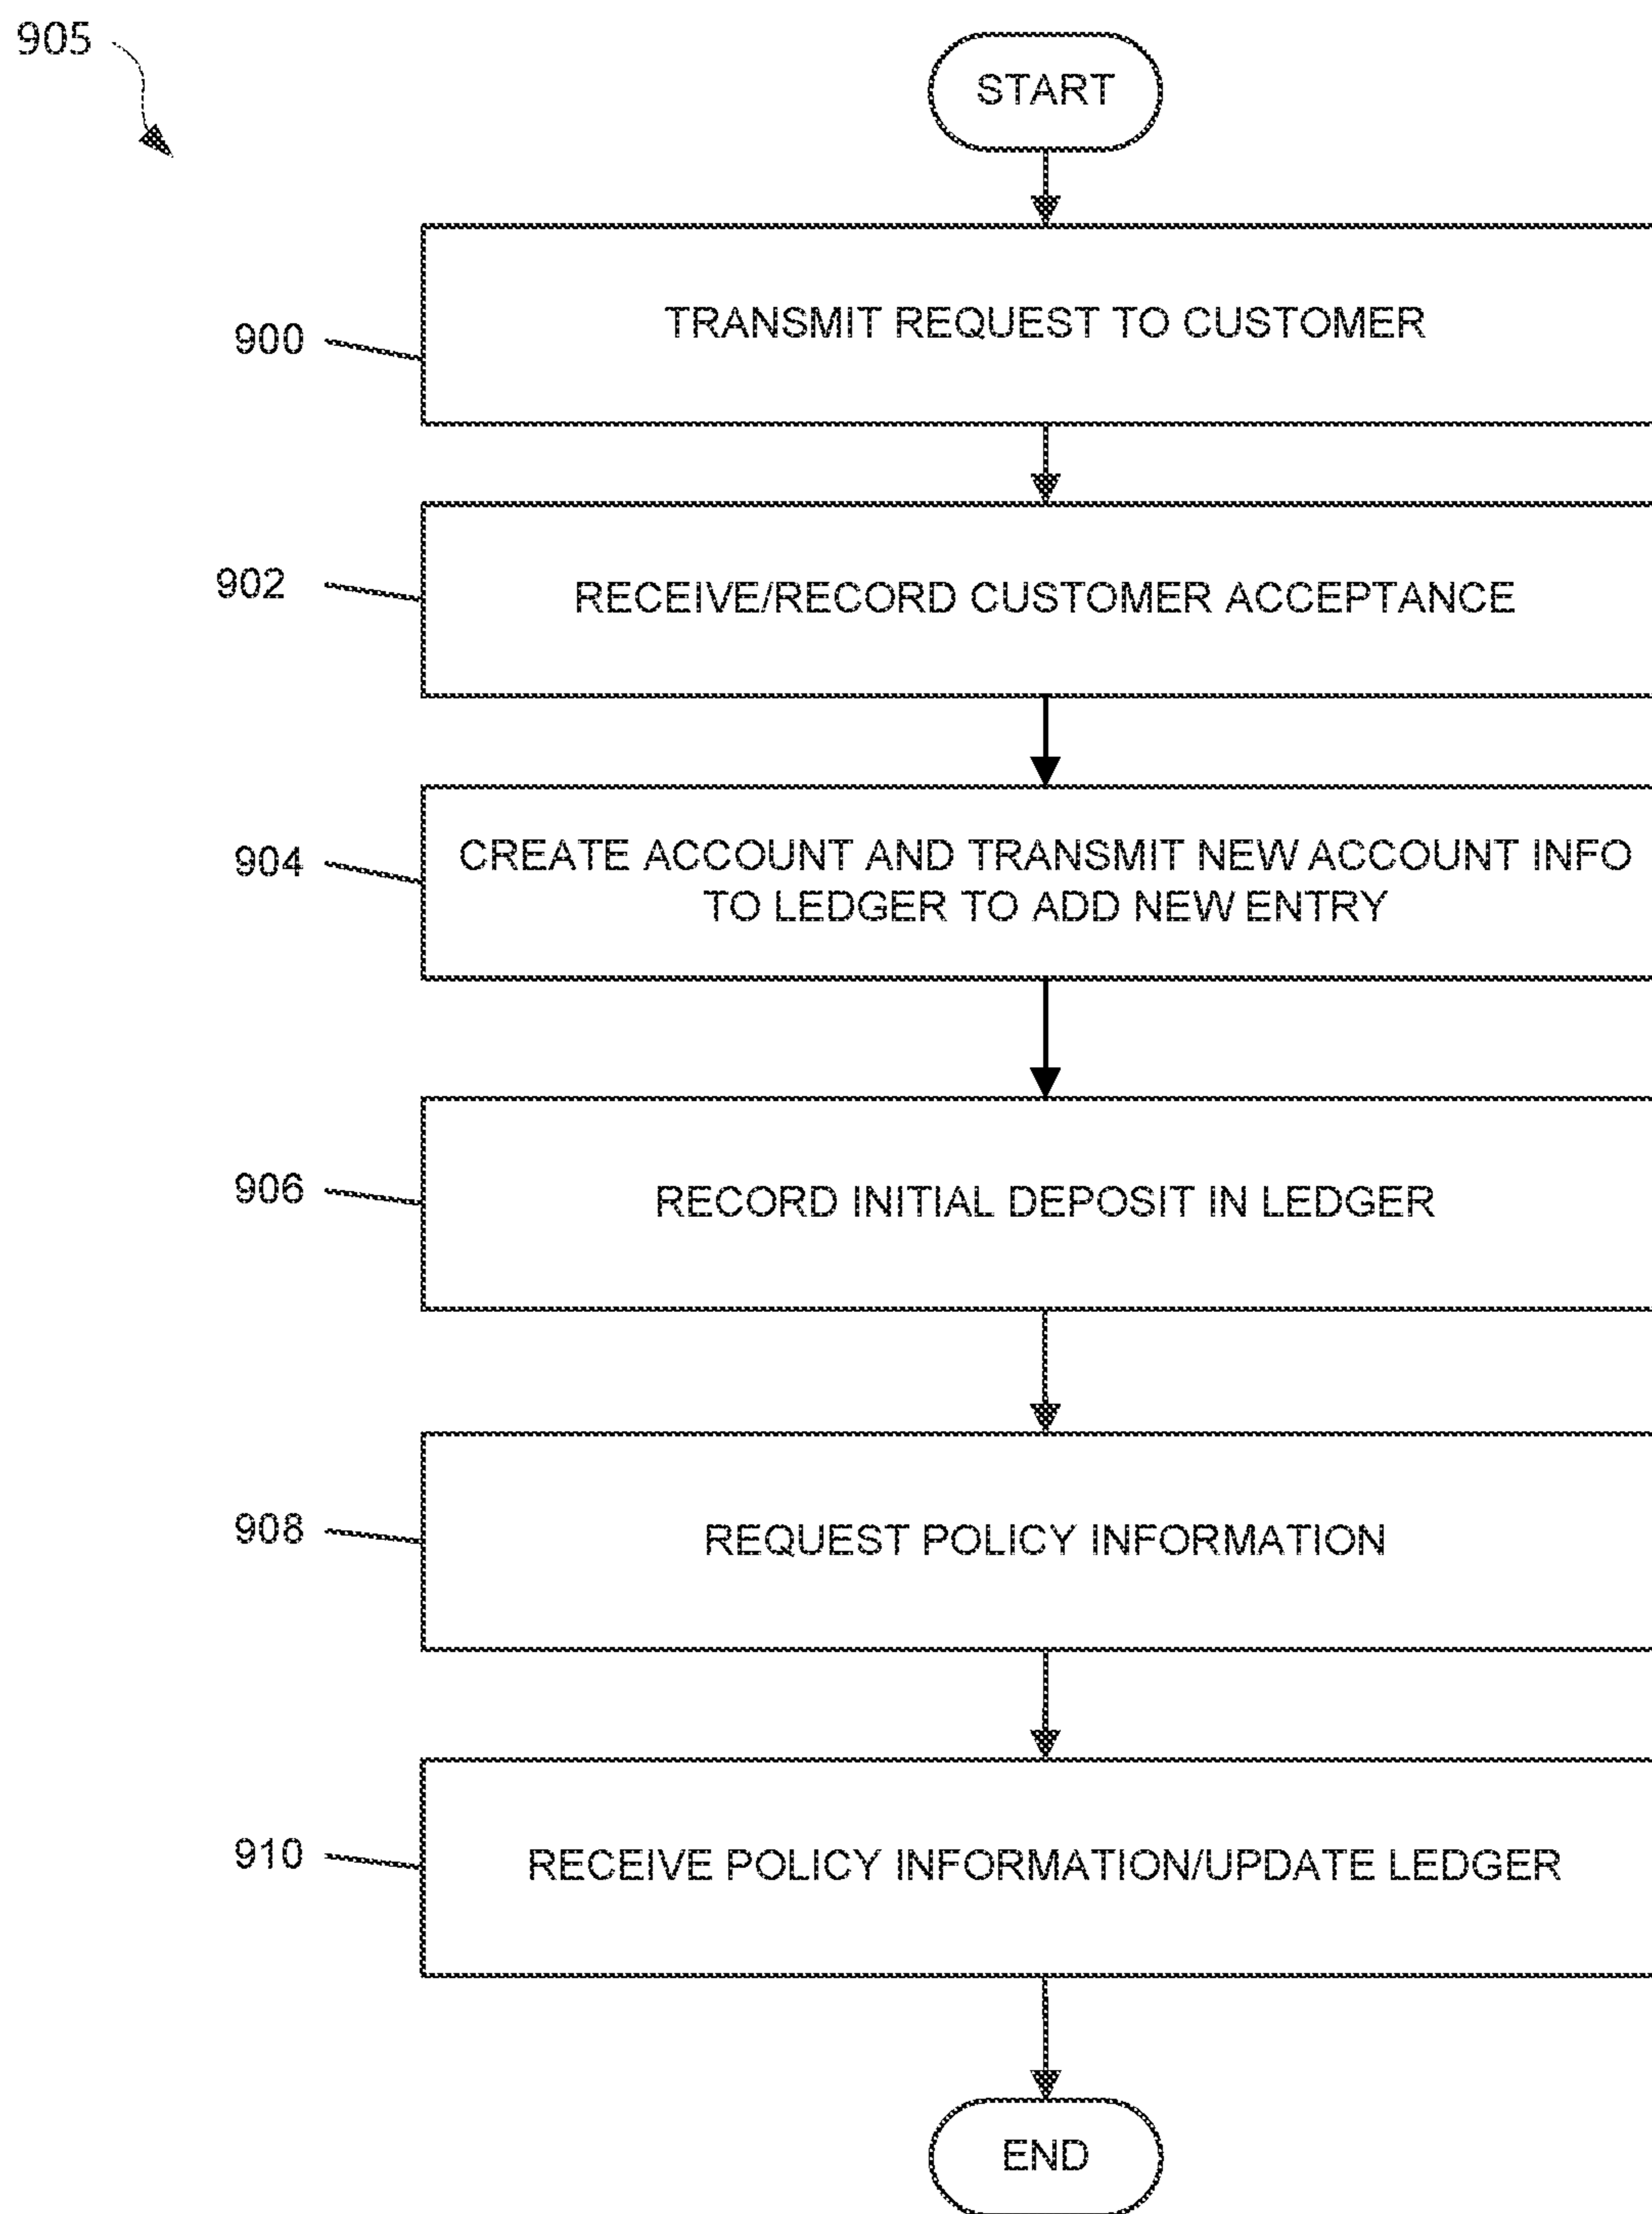 905
START
900
TRANSMIT REQUEST TO CUSTOMER
902
RECEIVE/RECORD CUSTOMER ACCEPTANCE
904
CREATE ACCOUNT AND TRANSMIT NEW ACCOUNT INFO
TO LEDGER TO ADD NEW ENTRY
906
RECORD INITIAL DEPOSIT IN LEDGER
908
REQUEST POLICY INFORMATION
910
RECEIVE POLICY INFORMATION/UPDATE LEDGER
END